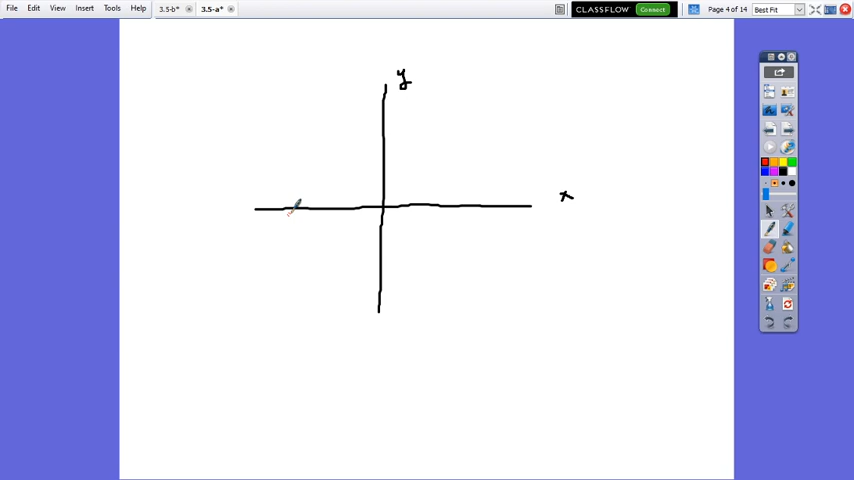 File Edit View Insert Tools Help 3.5-b* 3.5-a* CLASSFLOW Connect Page 4 of 14 Best Fit
y
x